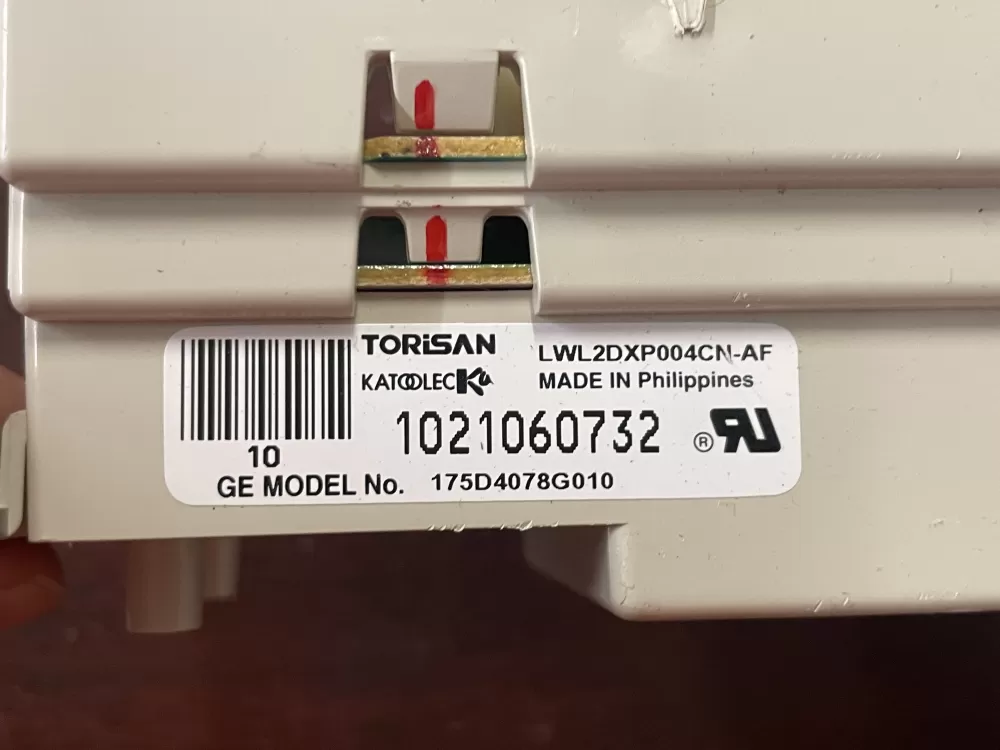 TORiSAN LWL2DXP004CN-AF
KATOOLEC MADE IN Philippines
1021060732 ®
10
GE MODEL No. 175D4078G010